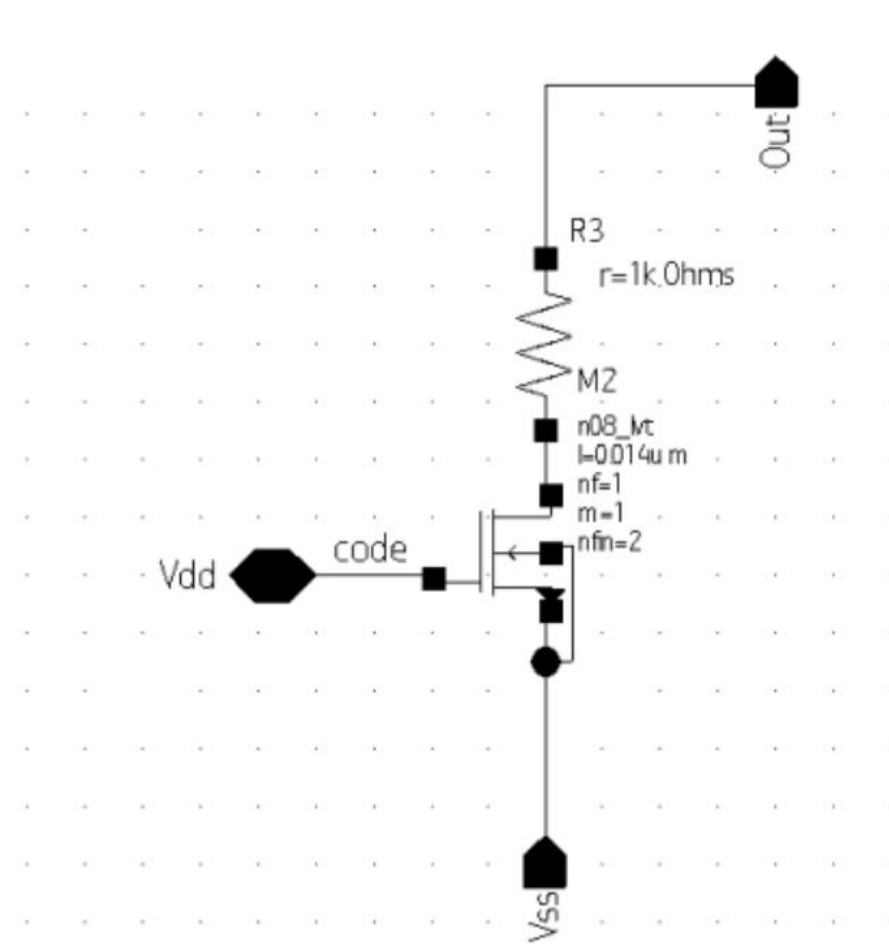 Out
R3
r=1k.Ohms
M2
n08_lvt
l=0.014u m
nf=1
m=1
nfin=2
code
Vdd
Vss